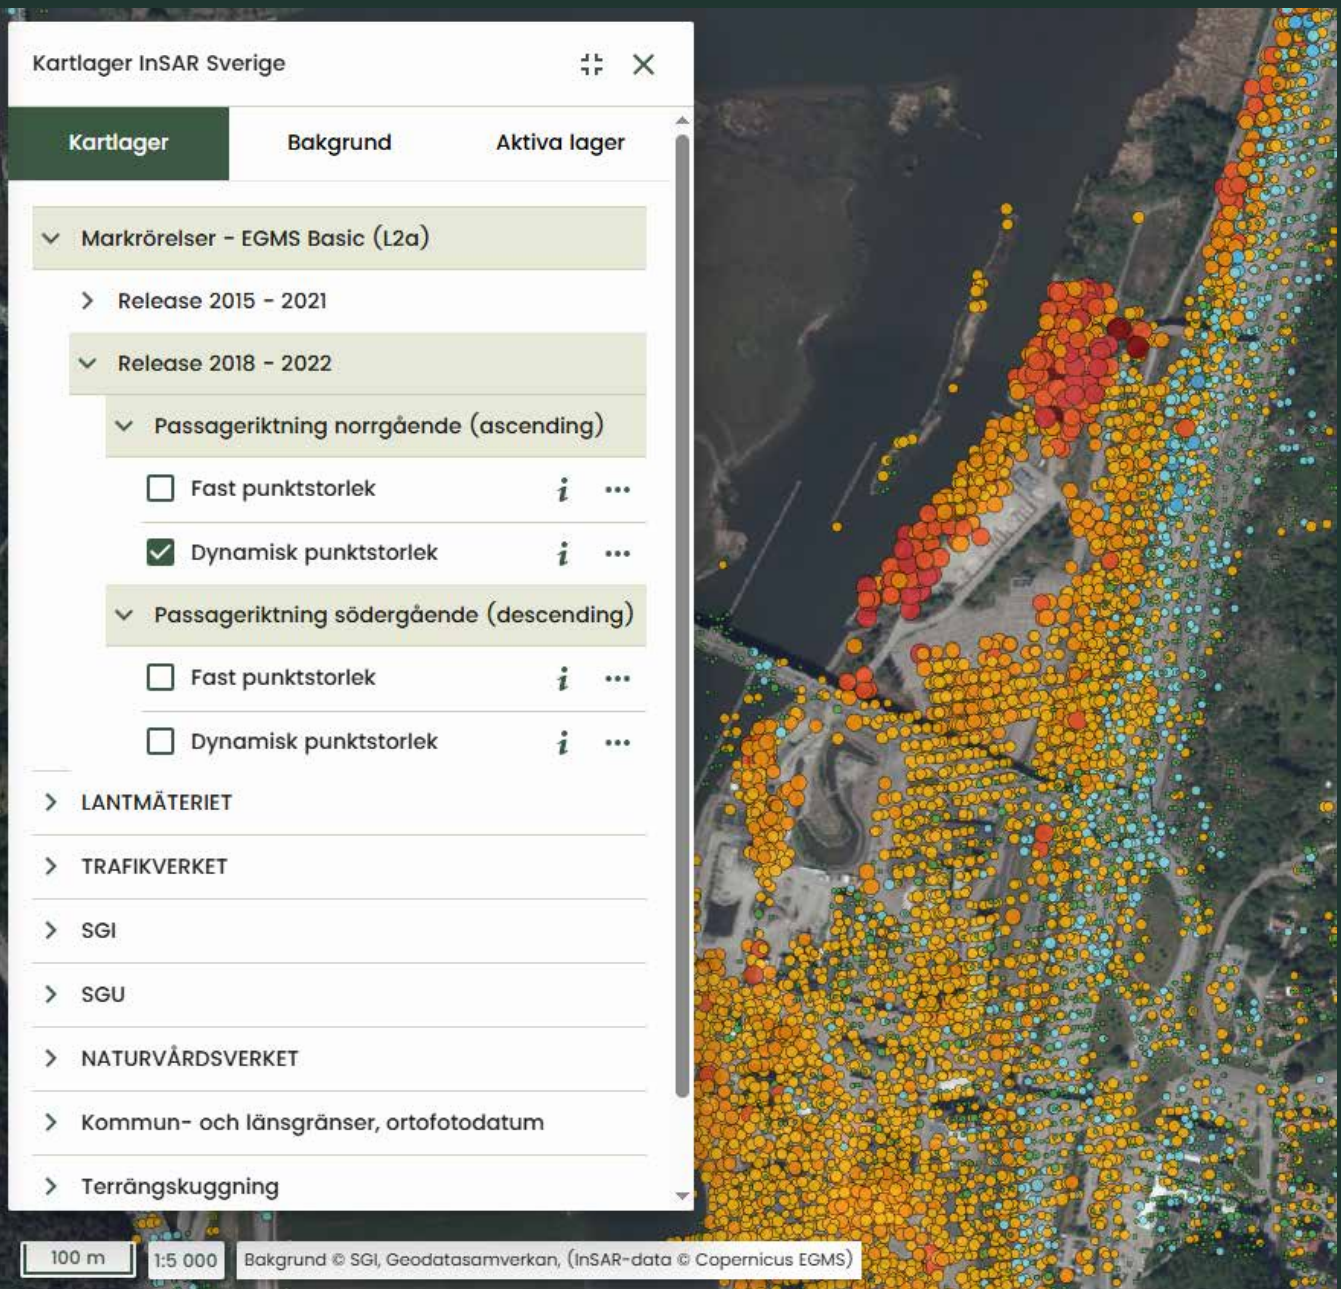 Kartlager InSAR Sverige
Kartlager Bakgrund Aktiva lager
Markrörelser - EGMS Basic (L2a)
Release 2015 - 2021
Release 2018 - 2022
Passageriktning norrgående (ascending)
Fast punktstorlek
Dynamisk punktstorlek
Passageriktning södergående (descending)
Fast punktstorlek
Dynamisk punktstorlek
LANTMÄTERIET
TRAFIKVERKET
SGI
SGU
NATURVÅRDSVERKET
Kommun- och länsgränser, ortofotodatum
Terrängskuggning
100 m 1:5 000 Bakgrund © SGI, Geodatasamverkan, (InSAR-data © Copernicus EGMS)